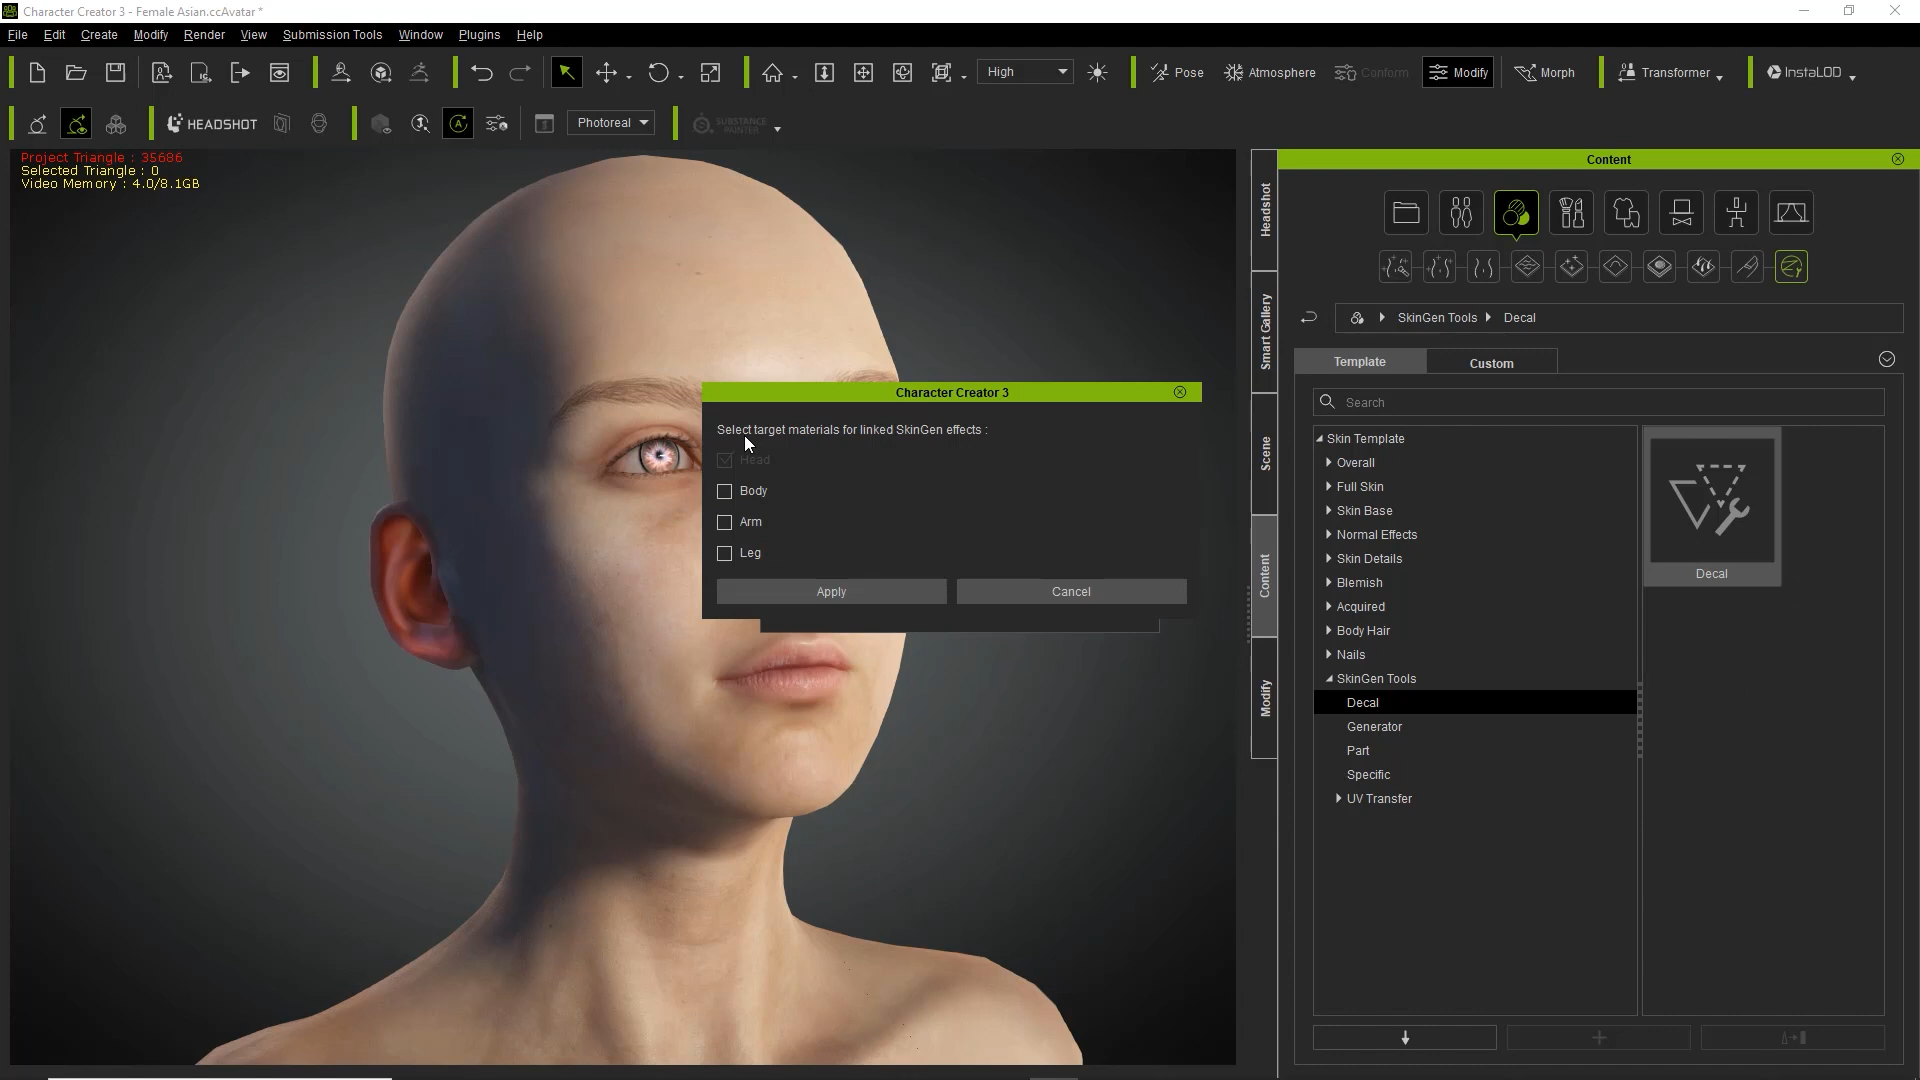 Character Creator 3 - Female Asian.ccAvatar *
File Edit Create Modify Render View Submission Tools Window Plugins Help
High Pose Atmosphere Conform Modify Morph Transformer InstaLOD
HEADSHOT Photoreal SUBSTANCE PAINTER
Project Triangle : 35686
Selected Triangle : 0
Video Memory : 4.0/8.1GB
Character Creator 3
Select target materials for linked SkinGen effects :
Head
Body
Arm
Leg
Apply Cancel
Headshot
Smart Gallery
Scene
Content
Modify
Content
SkinGen Tools Decal
Template Custom
Search
Skin Template
Overall
Full Skin
Skin Base
Normal Effects
Skin Details
Blemish
Acquired
Body Hair
Nails
SkinGen Tools
Decal
Generator
Part
Specific
UV Transfer
Decal